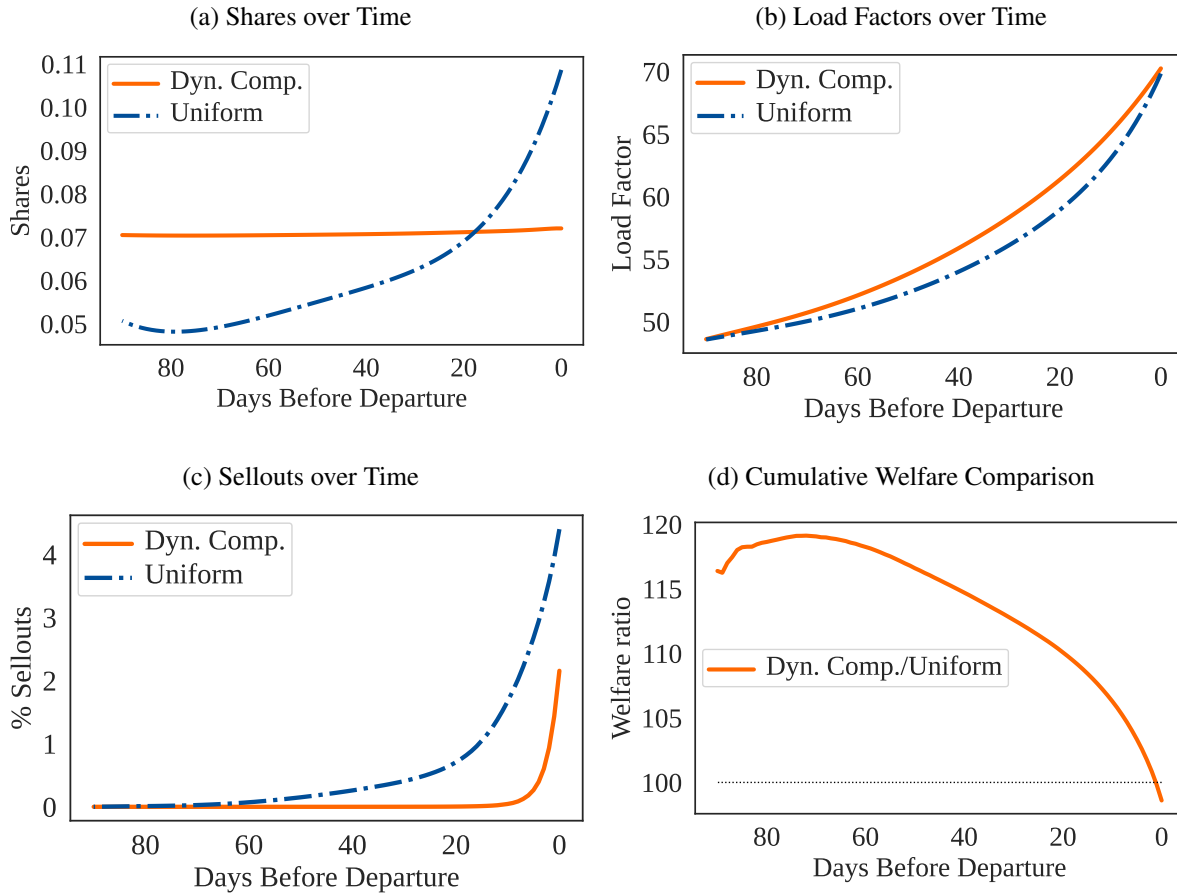 (a) Shares over Time
0.11
0.10
0.09
0.08
0.07
0.06
0.05
Shares
Dyn. Comp.
Uniform
80 60 40 20 0
Days Before Departure
(b) Load Factors over Time
70
65
60
55
50
Load Factor
Dyn. Comp.
Uniform
80 60 40 20 0
Days Before Departure
(c) Sellouts over Time
4
3
2
1
0
% Sellouts
Dyn. Comp.
Uniform
80 60 40 20 0
Days Before Departure
(d) Cumulative Welfare Comparison
120
115
110
105
100
Welfare ratio
Dyn. Comp./Uniform
80 60 40 20 0
Days Before Departure